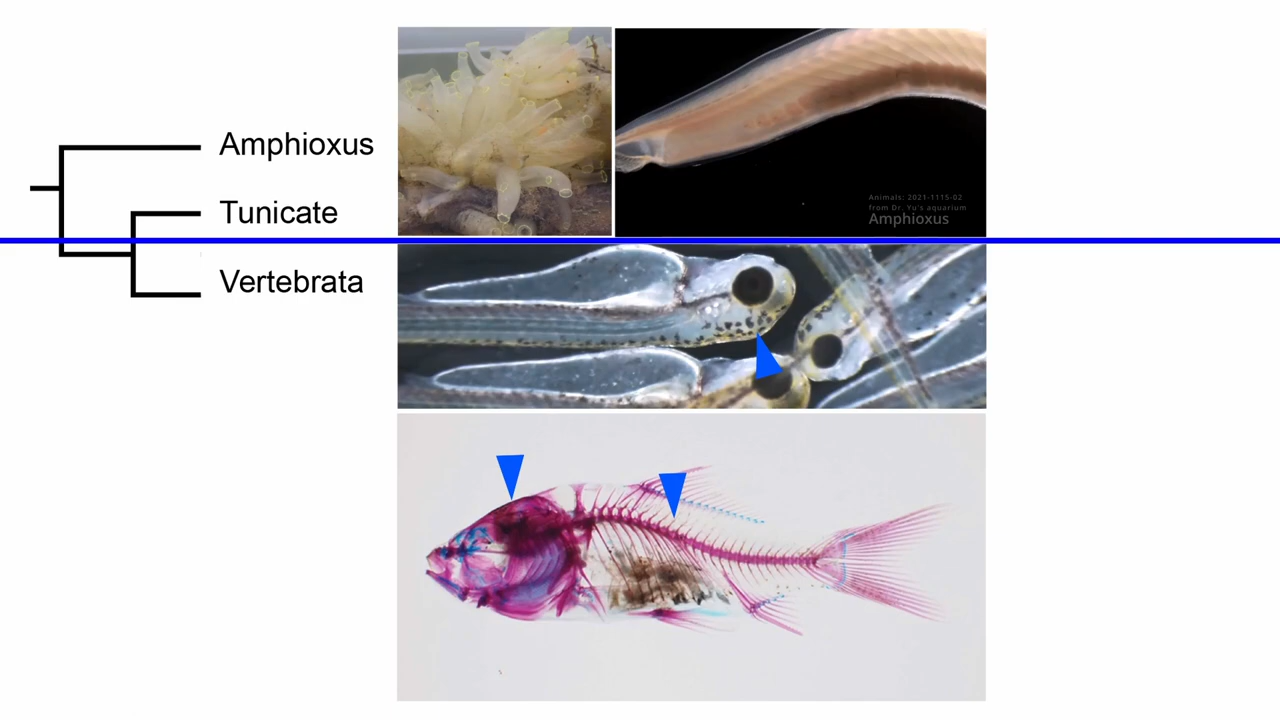 Amphioxus
Tunicate
Vertebrata
Animals: 2021-1115-02
from Dr. Yu's aquarium
Amphioxus